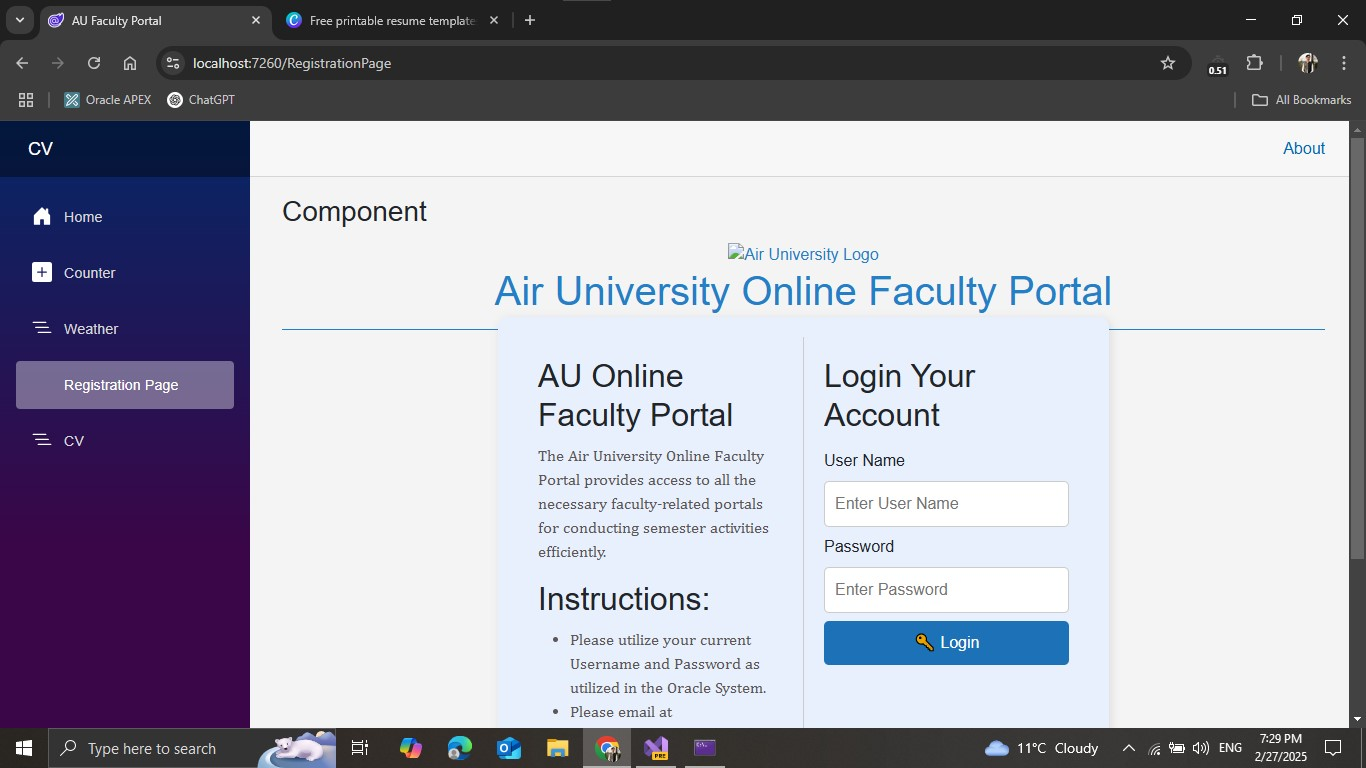 AU Faculty Portal
Free printable resume template
localhost:7260/RegistrationPage
0.51
Oracle APEX
ChatGPT
All Bookmarks
CV
About
Home
Counter
Weather
Registration Page
CV
Component
Air University Logo
Air University Online Faculty Portal
AU Online
Faculty Portal
The Air University Online Faculty
Portal provides access to all the
necessary faculty-related portals
for conducting semester activities
efficiently.
Instructions:
Please utilize your current
Username and Password as
utilized in the Oracle System.
Please email at
Login Your
Account
User Name
Enter User Name
Password
Enter Password
Login
Type here to search
PRE
11°C Cloudy
ENG
7:29 PM
2/27/2025